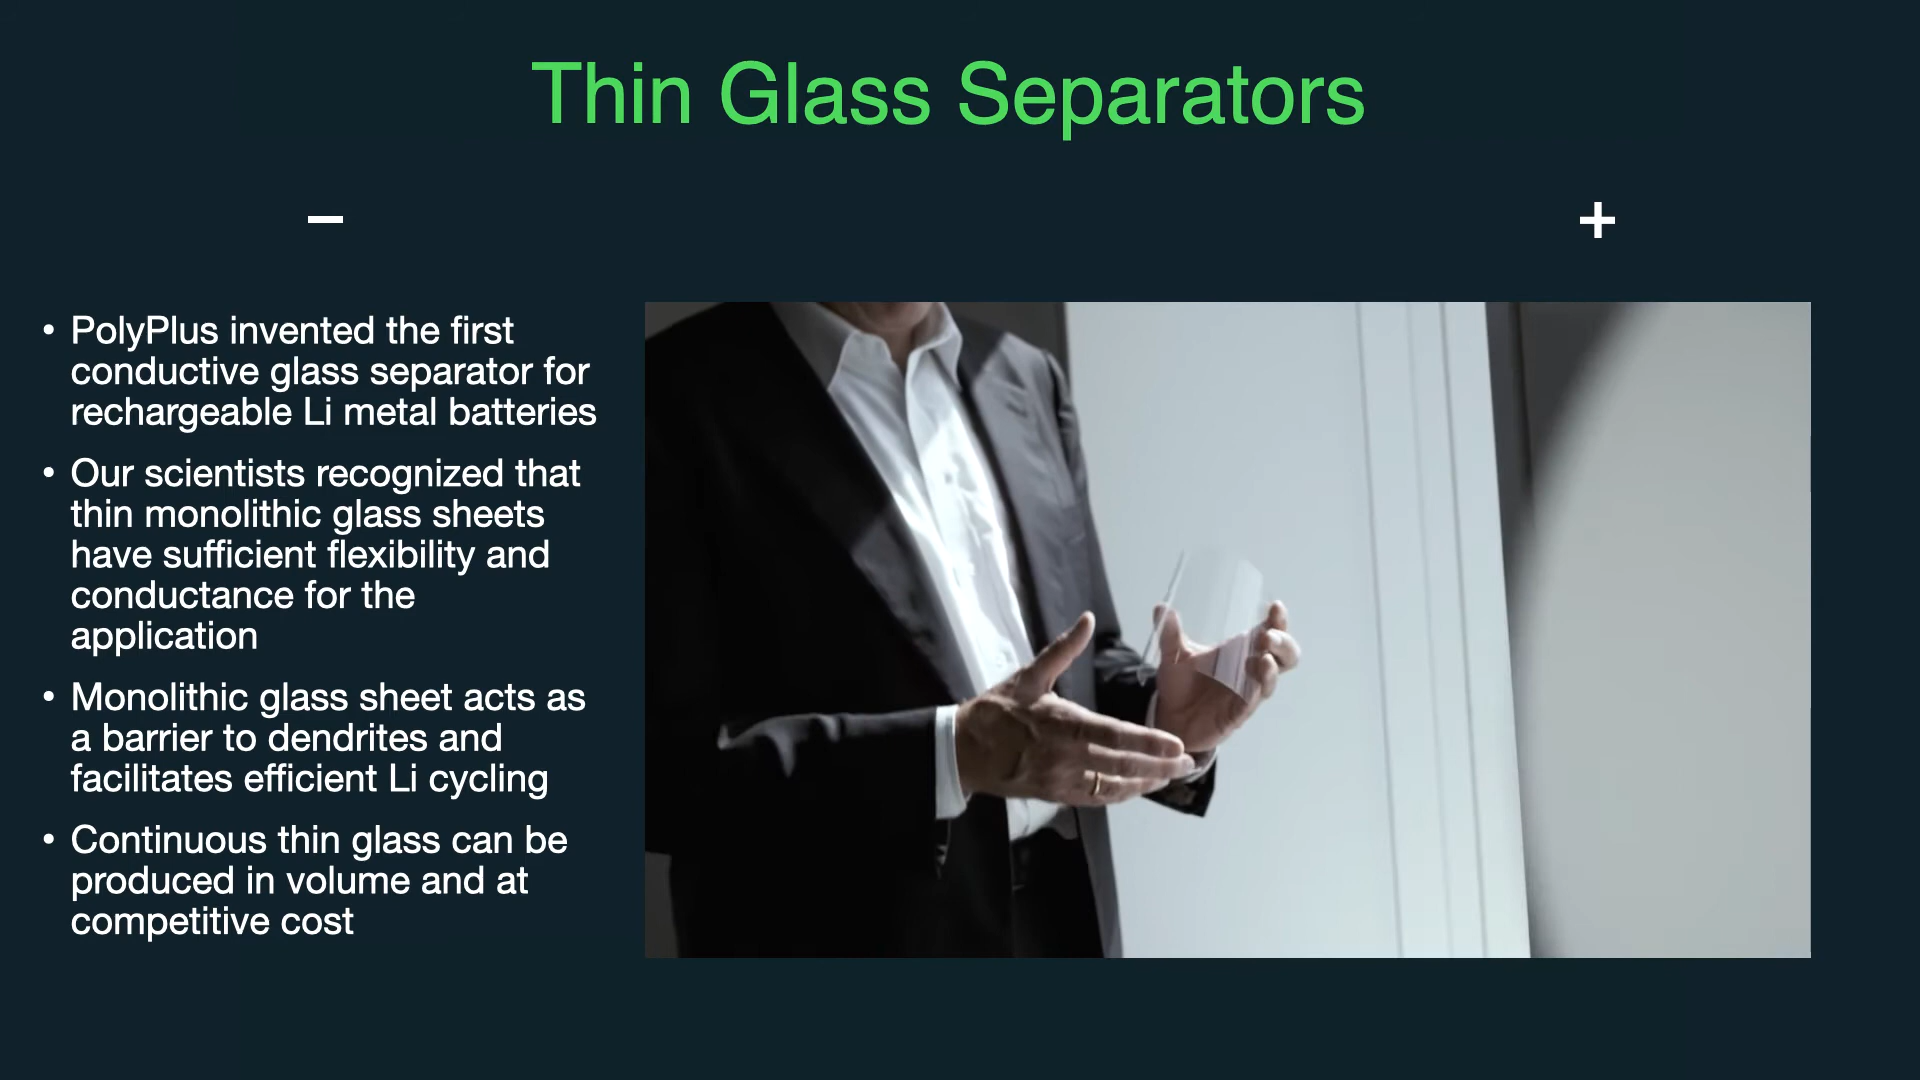 Thin Glass Separators
− +
• PolyPlus invented the first
conductive glass separator for
rechargeable Li metal batteries
• Our scientists recognized that
thin monolithic glass sheets
have sufficient flexibility and
conductance for the
application
• Monolithic glass sheet acts as
a barrier to dendrites and
facilitates efficient Li cycling
• Continuous thin glass can be
produced in volume and at
competitive cost